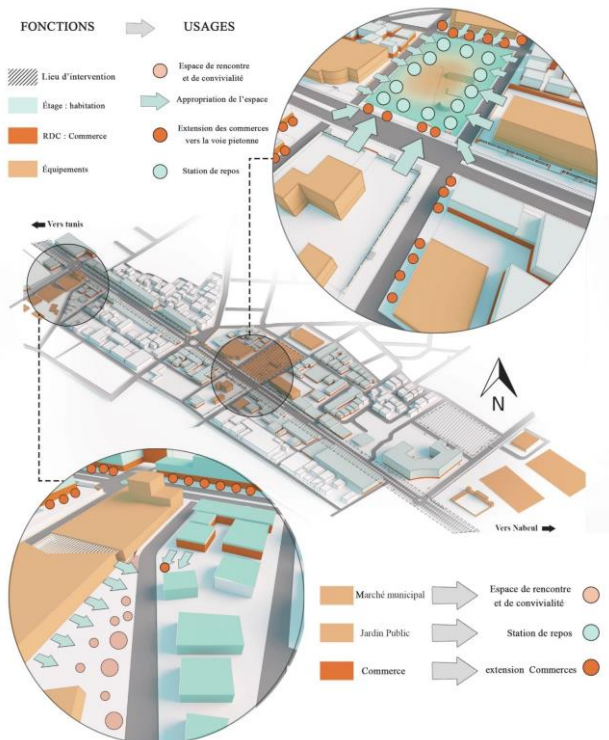 FONCTIONS
USAGES
Lieu d'intervention
Étage : habitation
RDC : Commerce
Équipements
Espace de rencontre
et de convivialité
Appropriation de l'espace
Extension des commerces
vers la voie pietonne
Station de repos
Vers tunis
N
Vers Nabeul
Marché municipal
Espace de rencontre
et de convivialité
Jardin Public
Station de repos
Commerce
extension Commerces